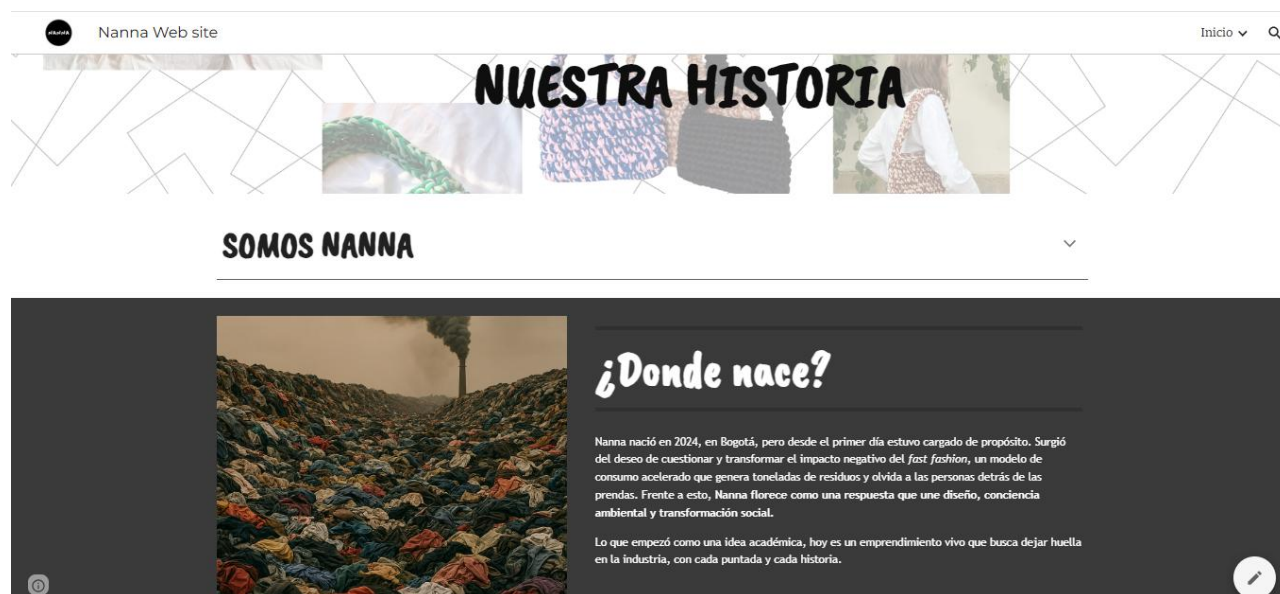 Nanna Web site
Inicio
NUESTRA HISTORIA
SOMOS NANNA
¿Donde nace?
Nanna nació en 2024, en Bogotá, pero desde el primer día estuvo cargado de propósito. Surgió
del deseo de cuestionar y transformar el impacto negativo del fast fashion, un modelo de
consumo acelerado que genera toneladas de residuos y olvida a las personas detrás de las
prendas. Frente a esto, Nanna florece como una respuesta que une diseño, conciencia
ambiental y transformación social.
Lo que empezó como una idea académica, hoy es un emprendimiento vivo que busca dejar huella
en la industria, con cada puntada y cada historia.